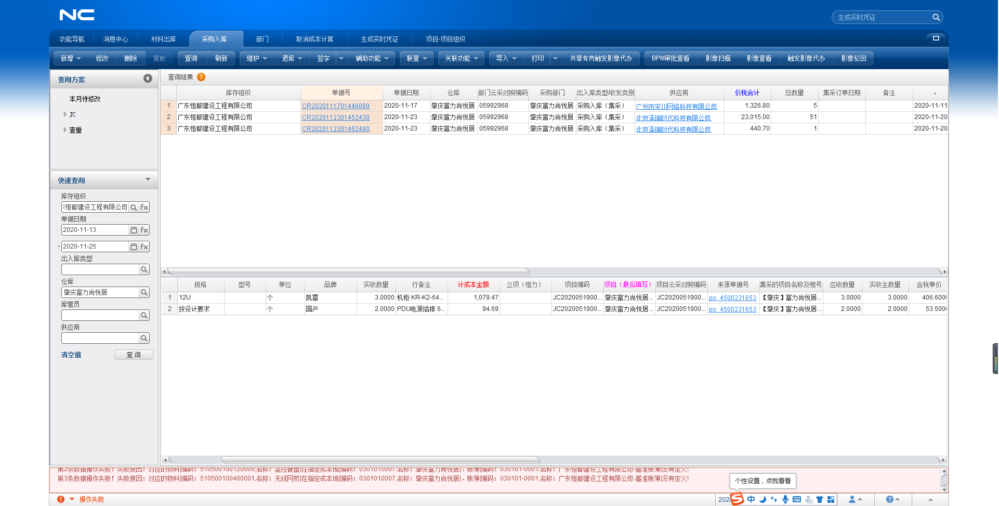 NC
生成实时凭证
功能导航 消息中心 材料出库 采购入库 部门 取消成本计算 生成实时凭证 项目-项目组织
新增 修改 删除 复制 查询 刷新 维护 退库 签字 辅助功能 联查 关联功能 导入 打印 共享专岗触发影像代办 BPM审批查看 影像扫描 影像查看 触发影像代办 影像驳回
查询方案
本月待修改
JC
查重
快速查询
库存组织
恒都建设工程有限公司 fx
单据日期
2020-11-13 fx
- 2020-11-25 fx
出入库类型
仓库
肇庆富力尚悦居
库管员
供应商
清空值 查询
查询结果 3
库存组织 单据号 单据日期 仓库 部门云采对照编码 采购部门 出入库类型/收发类别 供应商 价税合计 总数量 集采订单日期 备注 ,
1 广东恒都建设工程有限公司 CR2020111701446089 2020-11-17 肇庆富力尚悦居 05992968 肇庆富力尚悦居 采购入库（集采） 广州市宇川网络科技有限公司 1,326.80 5 2020-11-11
2 广东恒都建设工程有限公司 CR2020112301452430 2020-11-23 肇庆富力尚悦居 05992968 肇庆富力尚悦居 采购入库（集采） 北京泽瑞时代科技有限公司 23,015.00 51 2020-11-20
3 广东恒都建设工程有限公司 CR2020112301452480 2020-11-23 肇庆富力尚悦居 05992968 肇庆富力尚悦居 采购入库（集采） 北京泽瑞时代科技有限公司 440.70 1 2020-11-20
规格 型号 单位 品牌 实收数量 行备注 计成本金额 立项（恒力） 项目编码 项目（最后填写） 项目云采对照编码 来源单据号 集采的项目名称及楼号 应收数量 实收主数量 含税单价
1 12U 个 凯雷 3.0000 机柜 KR-K2-64... 1,079.47 JC2020051900... 肇庆富力尚悦居... JC2020051900... po_4500231653 【肇庆】富力尚悦居... 3.0000 3.0000 406.6000
2 按设计要求 个 国产 2.0000 PDU电源插排 6... 94.69 JC2020051900... 肇庆富力尚悦居... JC2020051900... po_4500231653 【肇庆】富力尚悦居... 2.0000 2.0000 53.5000
第2条数据操作失败！失败原因：对应的物料[编码：510500100120009,名称：监控硬盘]在指定成本域[编码：0301010007,名称：肇庆富力尚悦居]、账簿[编码：030101-0001,名称：广东恒都建设工程有限公司-基准账簿]没有定义！
第3条数据操作失败！失败原因：对应的物料[编码：510500100460001,名称：无线网桥]在指定成本域[编码：0301010007,名称：肇庆富力尚悦居]、账簿[编码：030101-0001,名称：广东恒都建设工程有限公司-基准账簿]没有定义！
个性设置，点我看看
操作失败 2020 中